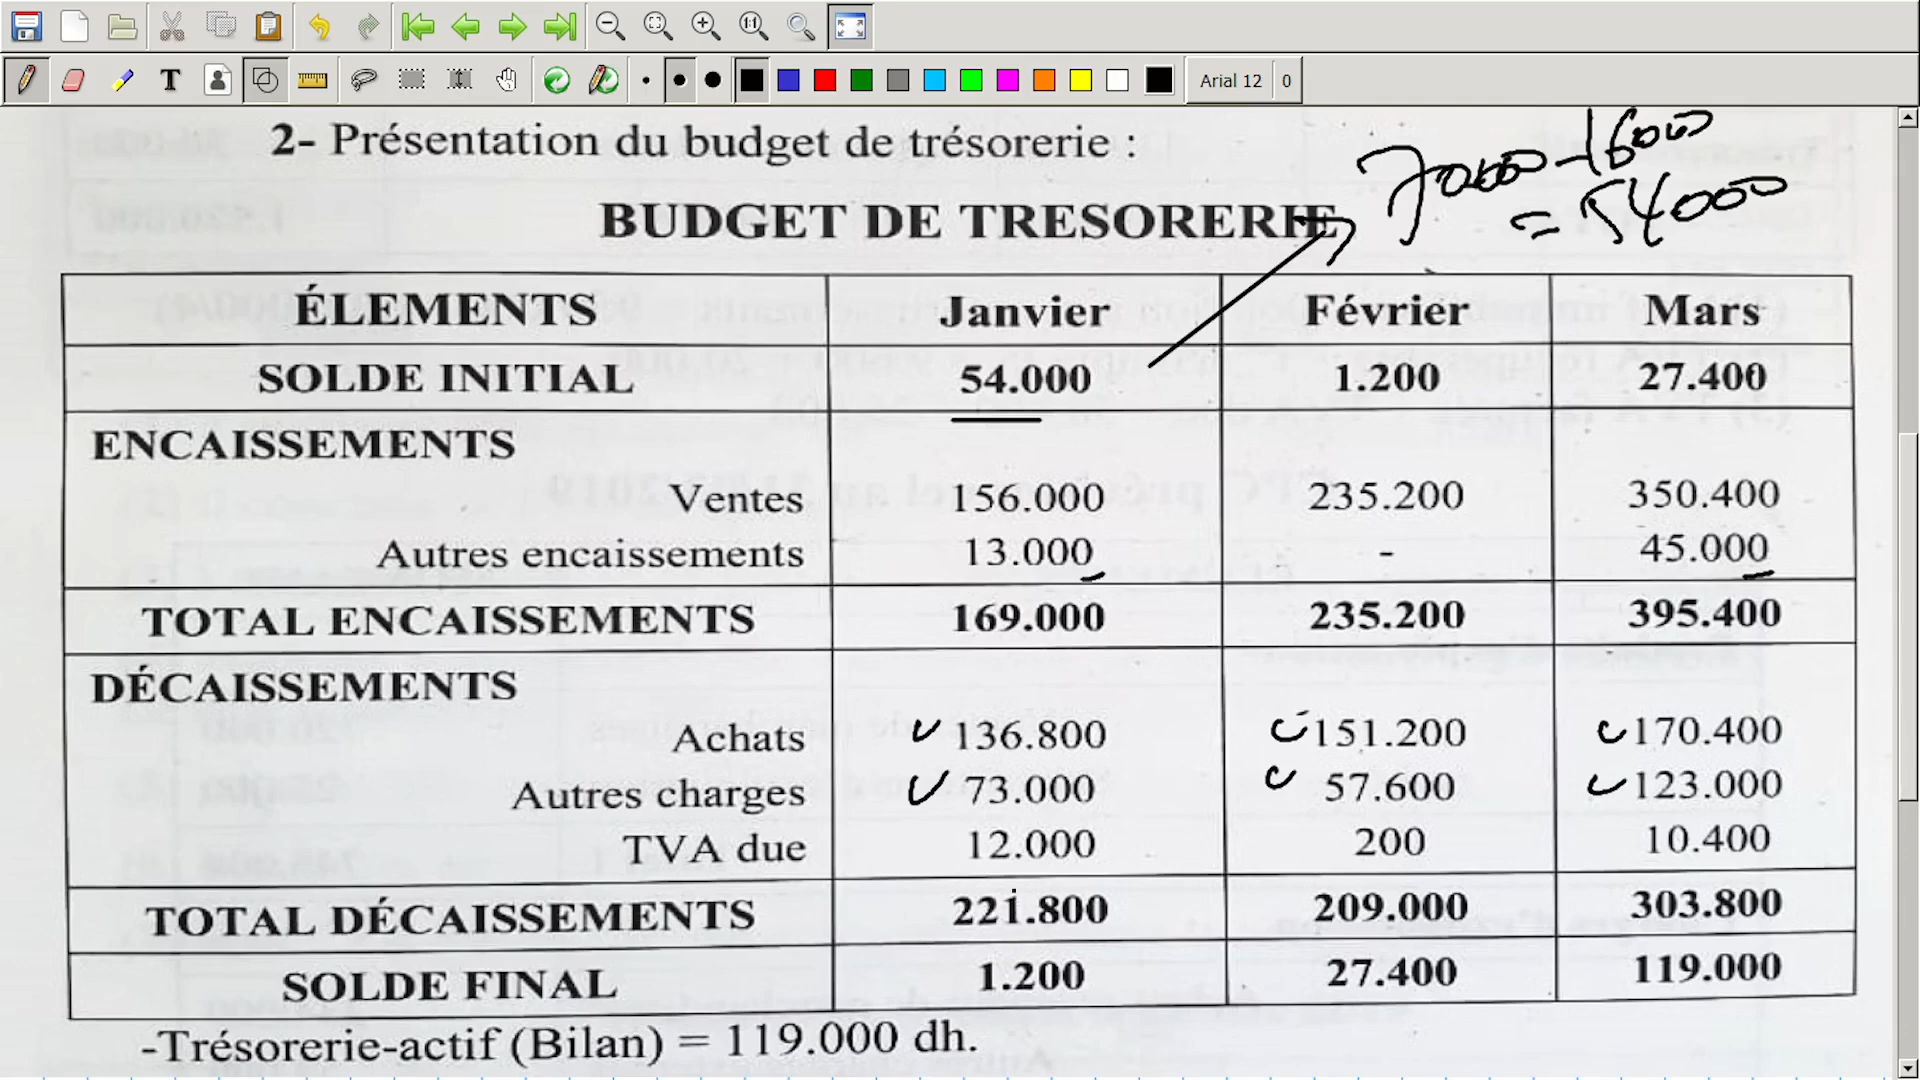 T
1:1
Arial 12 0
2- Présentation du budget de trésorerie :
70000-16000
= 54000
BUDGET DE TRESORERIE
ÉLEMENTS Janvier Février Mars
SOLDE INITIAL 54.000 1.200 27.400
ENCAISSEMENTS
Ventes 156.000 235.200 350.400
Autres encaissements 13.000 - 45.000
TOTAL ENCAISSEMENTS 169.000 235.200 395.400
DÉCAISSEMENTS
Achats 136.800 151.200 170.400
Autres charges 73.000 57.600 123.000
TVA due 12.000 200 10.400
TOTAL DÉCAISSEMENTS 221.800 209.000 303.800
SOLDE FINAL 1.200 27.400 119.000
-Trésorerie-actif (Bilan) = 119.000 dh.